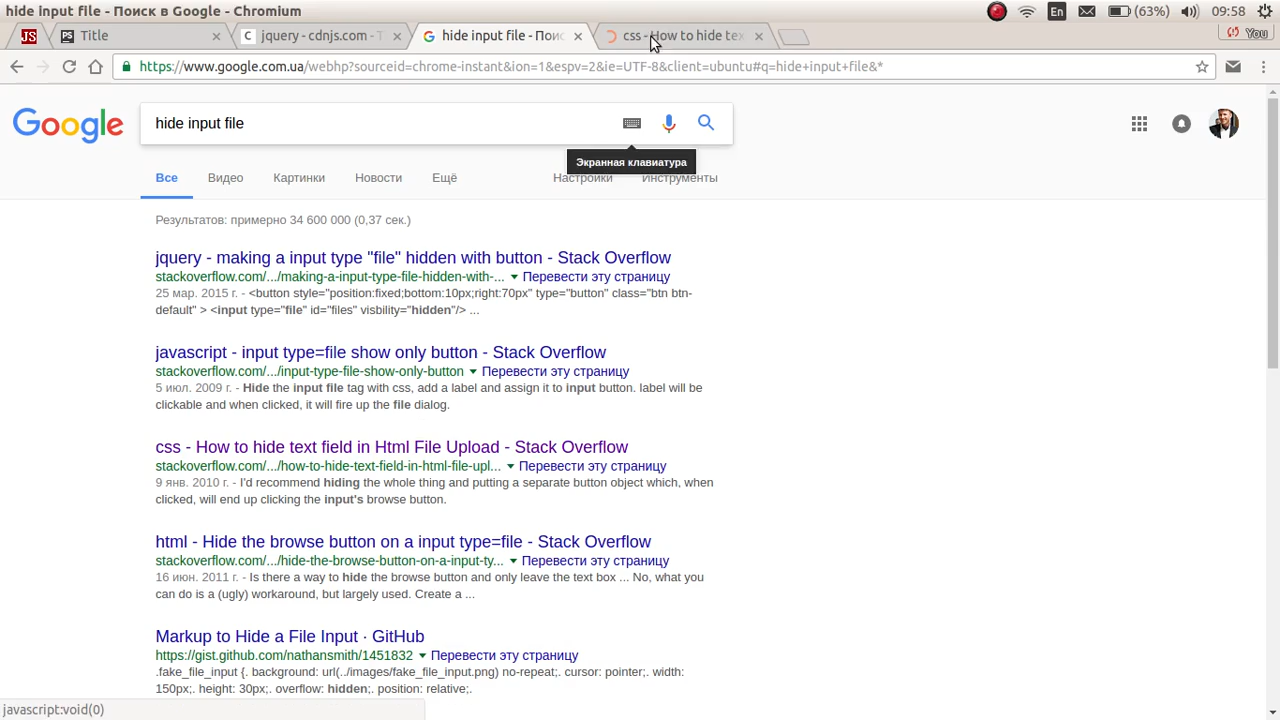 hide input file - Поиск в Google - Chromium
En
(63%)
09:58
JS
PS Title
C jquery - cdnjs.com - T
hide input file - Поис
css - How to hide tex
You
https://www.google.com.ua/webhp?sourceid=chrome-instant&ion=1&espv=2&ie=UTF-8&client=ubuntu#q=hide+input+file&*
Google
hide input file
Экранная клавиатура
Все Видео Картинки Новости Ещё Настройки Инструменты
Результатов: примерно 34 600 000 (0,37 сек.)
jquery - making a input type "file" hidden with button - Stack Overflow
stackoverflow.com/.../making-a-input-type-file-hidden-with-... Перевести эту страницу
25 мар. 2015 г. - <button style="position:fixed;bottom:10px;right:70px" type="button" class="btn btn-
default" > <input type="file" id="files" visbility="hidden"/> ...
javascript - input type=file show only button - Stack Overflow
stackoverflow.com/.../input-type-file-show-only-button Перевести эту страницу
5 июл. 2009 г. - Hide the input file tag with css, add a label and assign it to input button. label will be
clickable and when clicked, it will fire up the file dialog.
css - How to hide text field in Html File Upload - Stack Overflow
stackoverflow.com/.../how-to-hide-text-field-in-html-file-upl... Перевести эту страницу
9 янв. 2010 г. - I'd recommend hiding the whole thing and putting a separate button object which, when
clicked, will end up clicking the input's browse button.
html - Hide the browse button on a input type=file - Stack Overflow
stackoverflow.com/.../hide-the-browse-button-on-a-input-ty... Перевести эту страницу
16 июн. 2011 г. - Is there a way to hide the browse button and only leave the text box ... No, what you
can do is a (ugly) workaround, but largely used. Create a ...
Markup to Hide a File Input · GitHub
https://gist.github.com/nathansmith/1451832 Перевести эту страницу
.fake_file_input {. background: url(../images/fake_file_input.png) no-repeat;. cursor: pointer;. width:
150px;. height: 30px;. overflow: hidden;. position: relative;.
javascript:void(0)